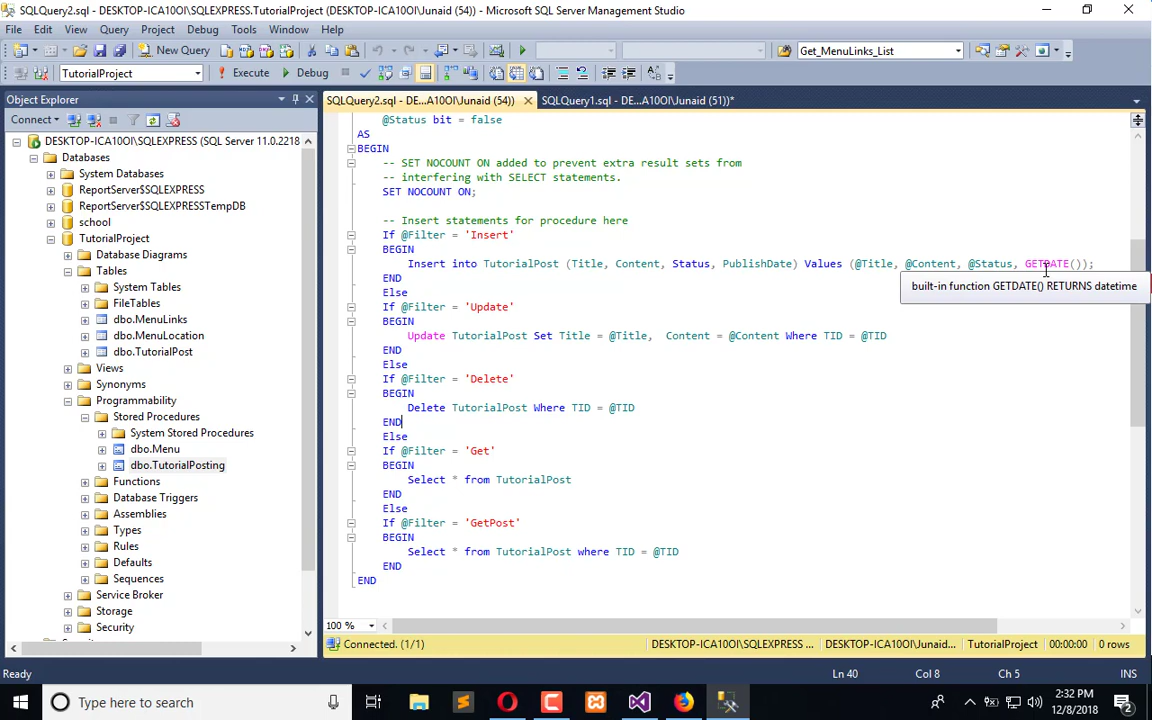 SQLQuery2.sql - DESKTOP-ICA10OI\SQLEXPRESS.TutorialProject (DESKTOP-ICA10OI\Junaid (54)) - Microsoft SQL Server Management Studio
File Edit View Query Project Debug Tools Window Help
New Query Get_MenuLinks_List
TutorialProject Execute Debug
Object Explorer
SQLQuery2.sql - DE...A10OI\Junaid (54))
SQLQuery1.sql - DE...A10OI\Junaid (51))*
Connect
DESKTOP-ICA10OI\SQLEXPRESS (SQL Server 11.0.2218
Databases
System Databases
ReportServer$SQLEXPRESS
ReportServer$SQLEXPRESSTempDB
school
TutorialProject
Database Diagrams
Tables
System Tables
FileTables
dbo.MenuLinks
dbo.MenuLocation
dbo.TutorialPost
Views
Synonyms
Programmability
Stored Procedures
System Stored Procedures
dbo.Menu
dbo.TutorialPosting
Functions
Database Triggers
Assemblies
Types
Rules
Defaults
Sequences
Service Broker
Storage
Security
@Status bit = false
AS
BEGIN
-- SET NOCOUNT ON added to prevent extra result sets from
-- interfering with SELECT statements.
SET NOCOUNT ON;
-- Insert statements for procedure here
If @Filter = 'Insert'
BEGIN
Insert into TutorialPost (Title, Content, Status, PublishDate) Values (@Title, @Content, @Status, GETDATE());
END
built-in function GETDATE() RETURNS datetime
Else
If @Filter = 'Update'
BEGIN
Update TutorialPost Set Title = @Title, Content = @Content Where TID = @TID
END
Else
If @Filter = 'Delete'
BEGIN
Delete TutorialPost Where TID = @TID
END
Else
If @Filter = 'Get'
BEGIN
Select * from TutorialPost
END
Else
If @Filter = 'GetPost'
BEGIN
Select * from TutorialPost where TID = @TID
END
END
100 %
Connected. (1/1) DESKTOP-ICA10OI\SQLEXPRESS ... DESKTOP-ICA10OI\Junaid... TutorialProject 00:00:00 0 rows
Ready Ln 40 Col 8 Ch 5 INS
Type here to search
2:32 PM
12/8/2018
2